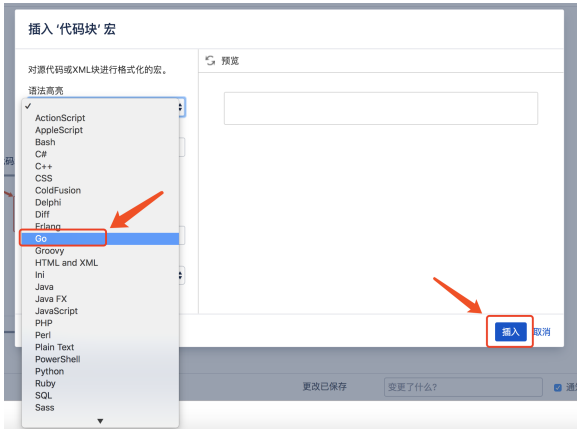 插入 '代码块' 宏
对源代码或XML块进行格式化的宏。
语法高亮
预览
✓
ActionScript
AppleScript
Bash
C#
C++
CSS
ColdFusion
Delphi
Diff
Erlang
Go
Groovy
HTML and XML
Ini
Java
Java FX
JavaScript
PHP
Perl
Plain Text
PowerShell
Python
Ruby
SQL
Sass
码
插入 取消
更改已保存 变更了什么?